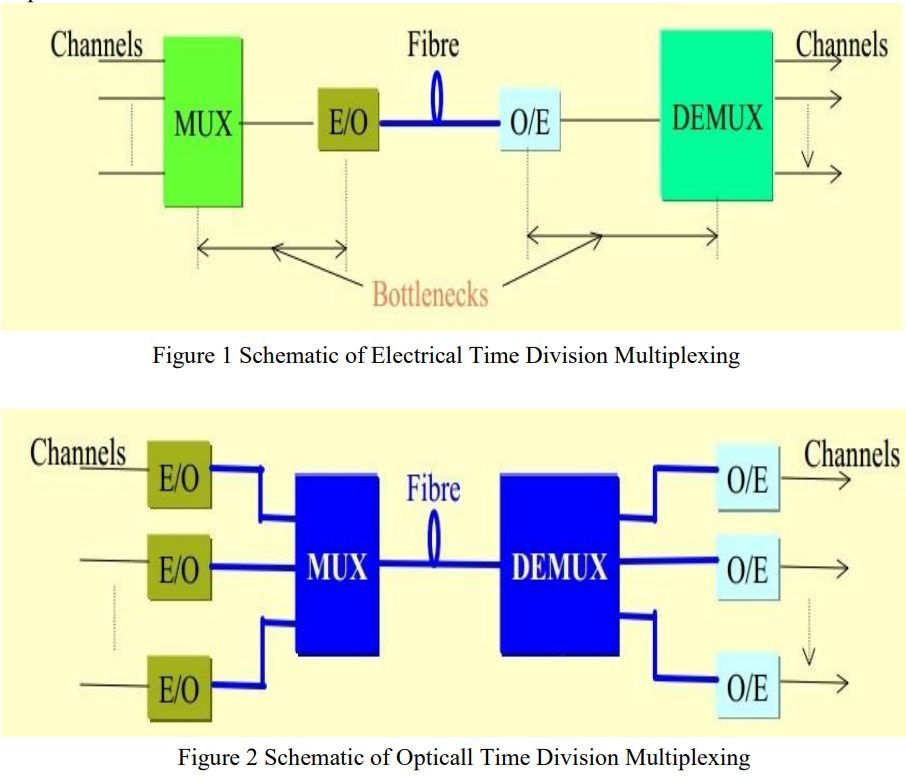 Channels Fibre Channels
MUX E/O O/E DEMUX
Bottlenecks
Figure 1 Schematic of Electrical Time Division Multiplexing
Channels E/O Fibre O/E Channels
E/O MUX DEMUX O/E
E/O O/E
Figure 2 Schematic of Opticall Time Division Multiplexing